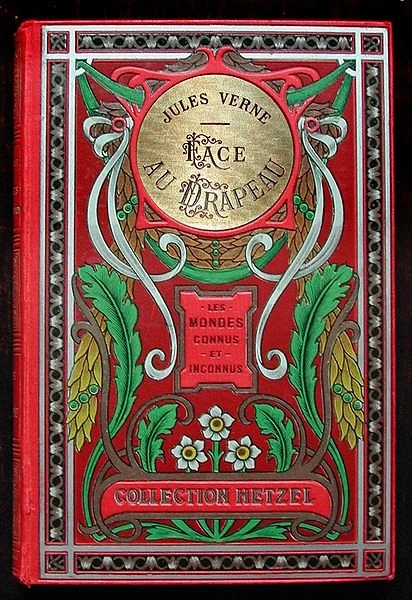 JULES VERNE
FACE
AU DRAPEAU
LES
MONDES
CONNUS
ET
INCONNUS
COLLECTION HETZEL